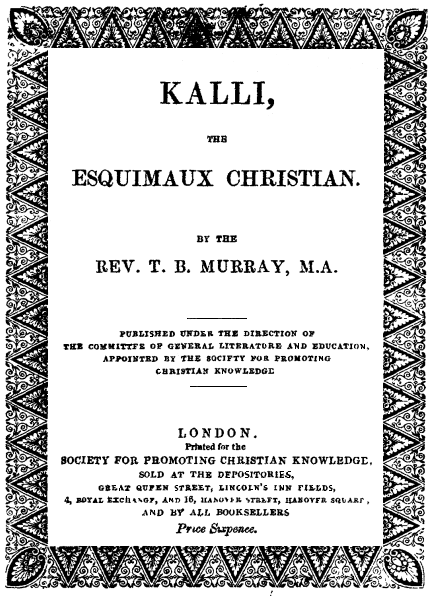 KALLI,
THE
ESQUIMAUX CHRISTIAN.
BY THE
REV. T. B. MURRAY, M.A.
PUBLISHED UNDER THE DIRECTION OF
THE COMMITTEE OF GENERAL LITERATURE AND EDUCATION,
APPOINTED BY THE SOCIETY FOR PROMOTING
CHRISTIAN KNOWLEDGE
LONDON.
Printed for the
SOCIETY FOR PROMOTING CHRISTIAN KNOWLEDGE,
SOLD AT THE DEPOSITORIES,
GREAT QUEEN STREET, LINCOLN'S INN FIELDS,
4, ROYAL EXCHANGE, AND 16, HANOVER STREET, HANOVER SQUARE,
AND BY ALL BOOKSELLERS
Price Sixpence.